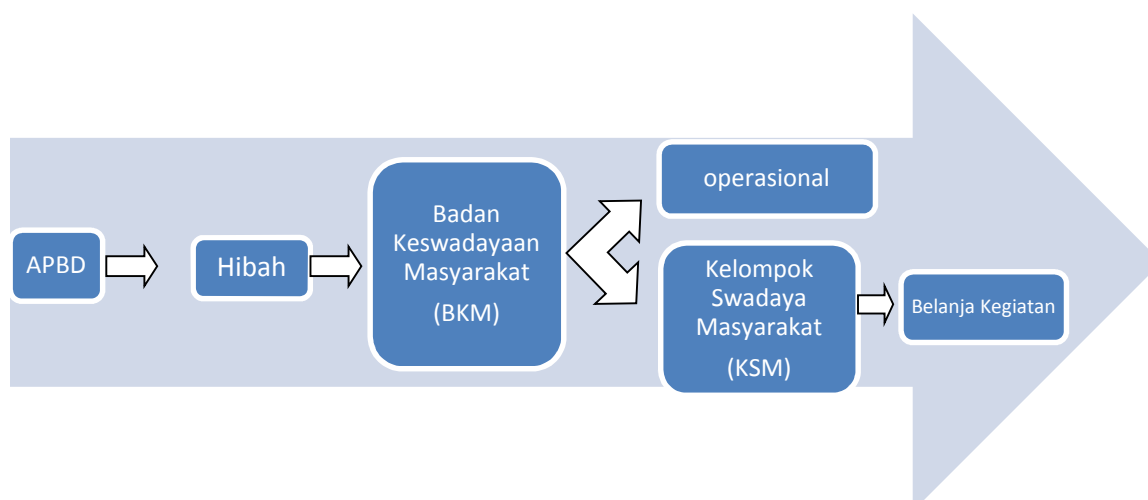 APBD
Hibah
Badan
Keswadayaan
Masyarakat
(BKM)
operasional
Kelompok
Swadaya
Masyarakat
(KSM)
Belanja Kegiatan